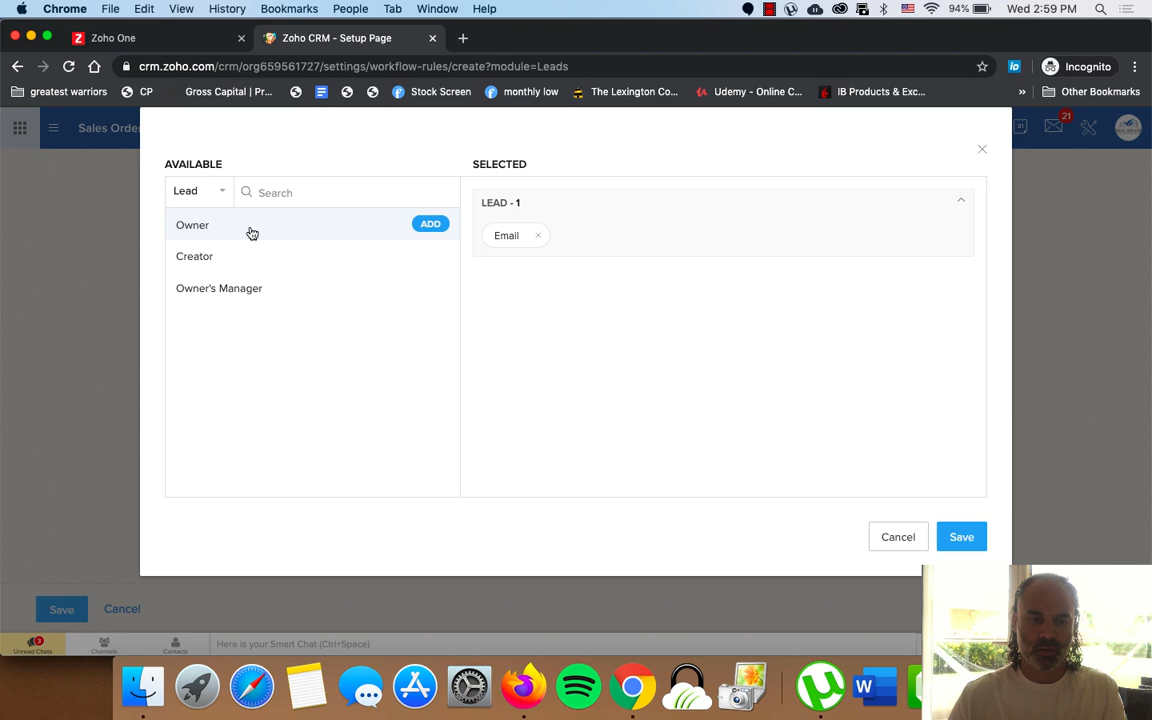 Chrome File Edit View History Bookmarks People Tab Window Help 94% Wed 2:59 PM
Zoho One Zoho CRM - Setup Page
crm.zoho.com/crm/org659561727/settings/workflow-rules/create?module=Leads Incognito
greatest warriors CP Gross Capital | Pr... Stock Screen monthly low The Lexington Co... Udemy - Online C... IB Products & Exc... » Other Bookmarks
Sales Orde 31 21
AVAILABLE SELECTED
Lead Search
LEAD - 1
Owner ADD
Email
Creator
Owner's Manager
Cancel Save
Save Cancel
3
Unread Chats Channels Contacts Here is your Smart Chat (Ctrl+Space)
W